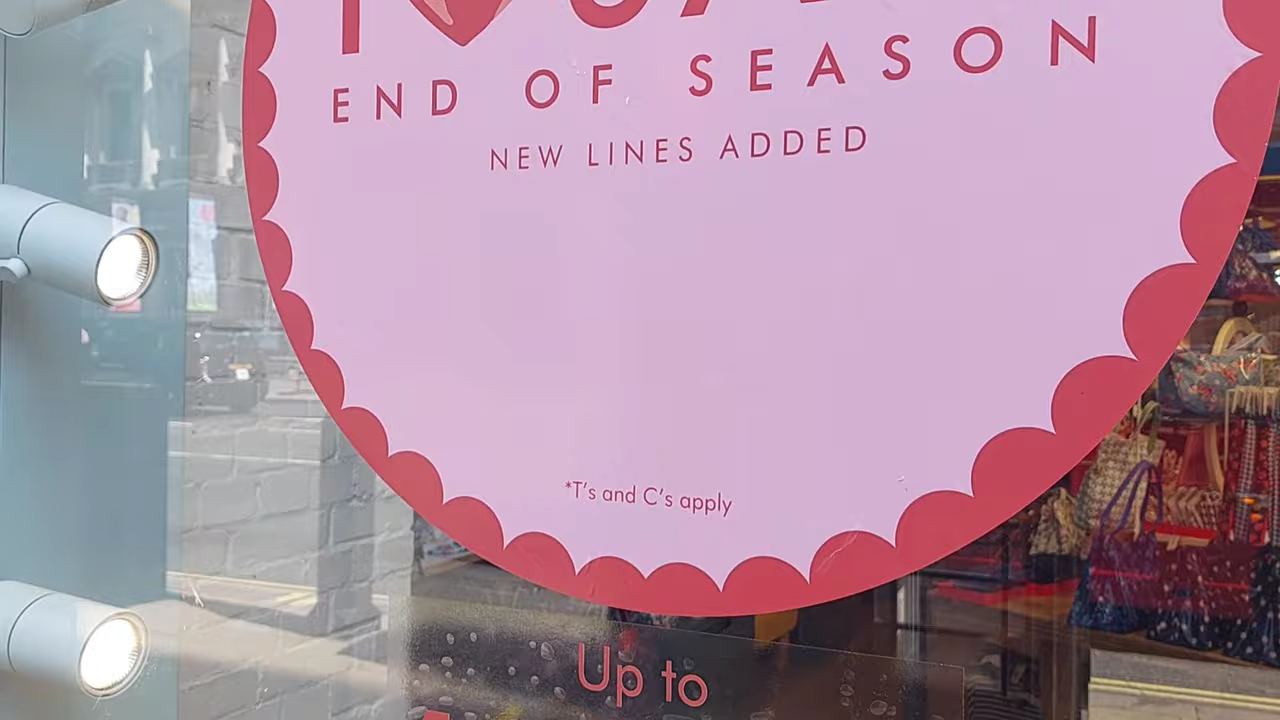 END OF SEASON
NEW LINES ADDED
*T's and C's apply
Up to